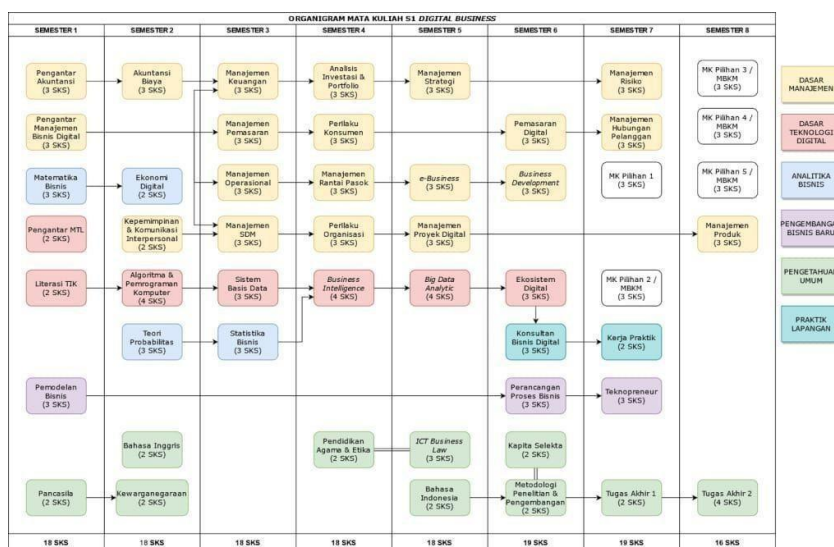 ORGANIGRAM MATA KULIAH S1 DIGITAL BUSINESS
SEMESTER 1 SEMESTER 2 SEMESTER 3 SEMESTER 4 SEMESTER 5 SEMESTER 6 SEMESTER 7 SEMESTER 8
Pengantar
Akuntansi
(3 SKS)
Akuntansi
Biaya
(3 SKS)
Manajemen
Keuangan
(3 SKS)
Analisis
Investasi &
Portfolio
(3 SKS)
Manajemen
Strategi
(3 SKS)
Manajemen
Risiko
(3 SKS)
MK Pilihan 3 /
MBKM
(3 SKS)
DASAR
MANAJEMEN
Pengantar
Manajemen
Bisnis Digital
(3 SKS)
Manajemen
Pemasaran
(3 SKS)
Perilaku
Konsumen
(3 SKS)
Pemasaran
Digital
(3 SKS)
Manajemen
Hubungan
Pelanggan
(3 SKS)
MK Pilihan 4 /
MBKM
(3 SKS)
DASAR
TEKNOLOGI
DIGITAL
Matematika
Bisnis
(3 SKS)
Ekonomi
Digital
(2 SKS)
Manajemen
Operasional
(3 SKS)
Manajemen
Rantai Pasok
(3 SKS)
e-Business
(3 SKS)
Business
Development
(3 SKS)
MK Pilihan 1
(3 SKS)
MK Pilihan 5 /
MBKM
(3 SKS)
ANALITIKA
BISNIS
Pengantar MTL
(2 SKS)
Kepemimpinan
& Komunikasi
Interpersonal
(2 SKS)
Manajemen
SDM
(3 SKS)
Perilaku
Organisasi
(3 SKS)
Manajemen
Proyek Digital
(3 SKS)
Manajemen
Produk
(3 SKS)
PENGEMBANGA
BISNIS BARU
Literasi TIK
(2 SKS)
Algoritma &
Pemrograman
Komputer
(4 SKS)
Sistem
Basis Data
(3 SKS)
Business
Intelligence
(4 SKS)
Big Data
Analytic
(4 SKS)
Ekosistem
Digital
(3 SKS)
MK Pilihan 2 /
MBKM
(3 SKS)
PENGETAHUAN
UMUM
Teori
Probabilitas
(3 SKS)
Statistika
Bisnis
(3 SKS)
Konsultan
Bisnis Digital
(3 SKS)
Kerja Praktik
(2 SKS)
PRAKTIK
LAPANGAN
Pemodelan
Bisnis
(3 SKS)
Perancangan
Proses Bisnis
(3 SKS)
Teknopreneur
(3 SKS)
Bahasa Inggris
(2 SKS)
Pendidikan
Agama & Etika
(2 SKS)
ICT Business
Law
(3 SKS)
Kapita Selekta
(2 SKS)
Pancasila
(2 SKS)
Kewarganegaraan
(2 SKS)
Bahasa
Indonesia
(2 SKS)
Metodologi
Penelitian &
Pengembangan
(2 SKS)
Tugas Akhir 1
(2 SKS)
Tugas Akhir 2
(4 SKS)
18 SKS 18 SKS 18 SKS 18 SKS 18 SKS 19 SKS 19 SKS 16 SKS